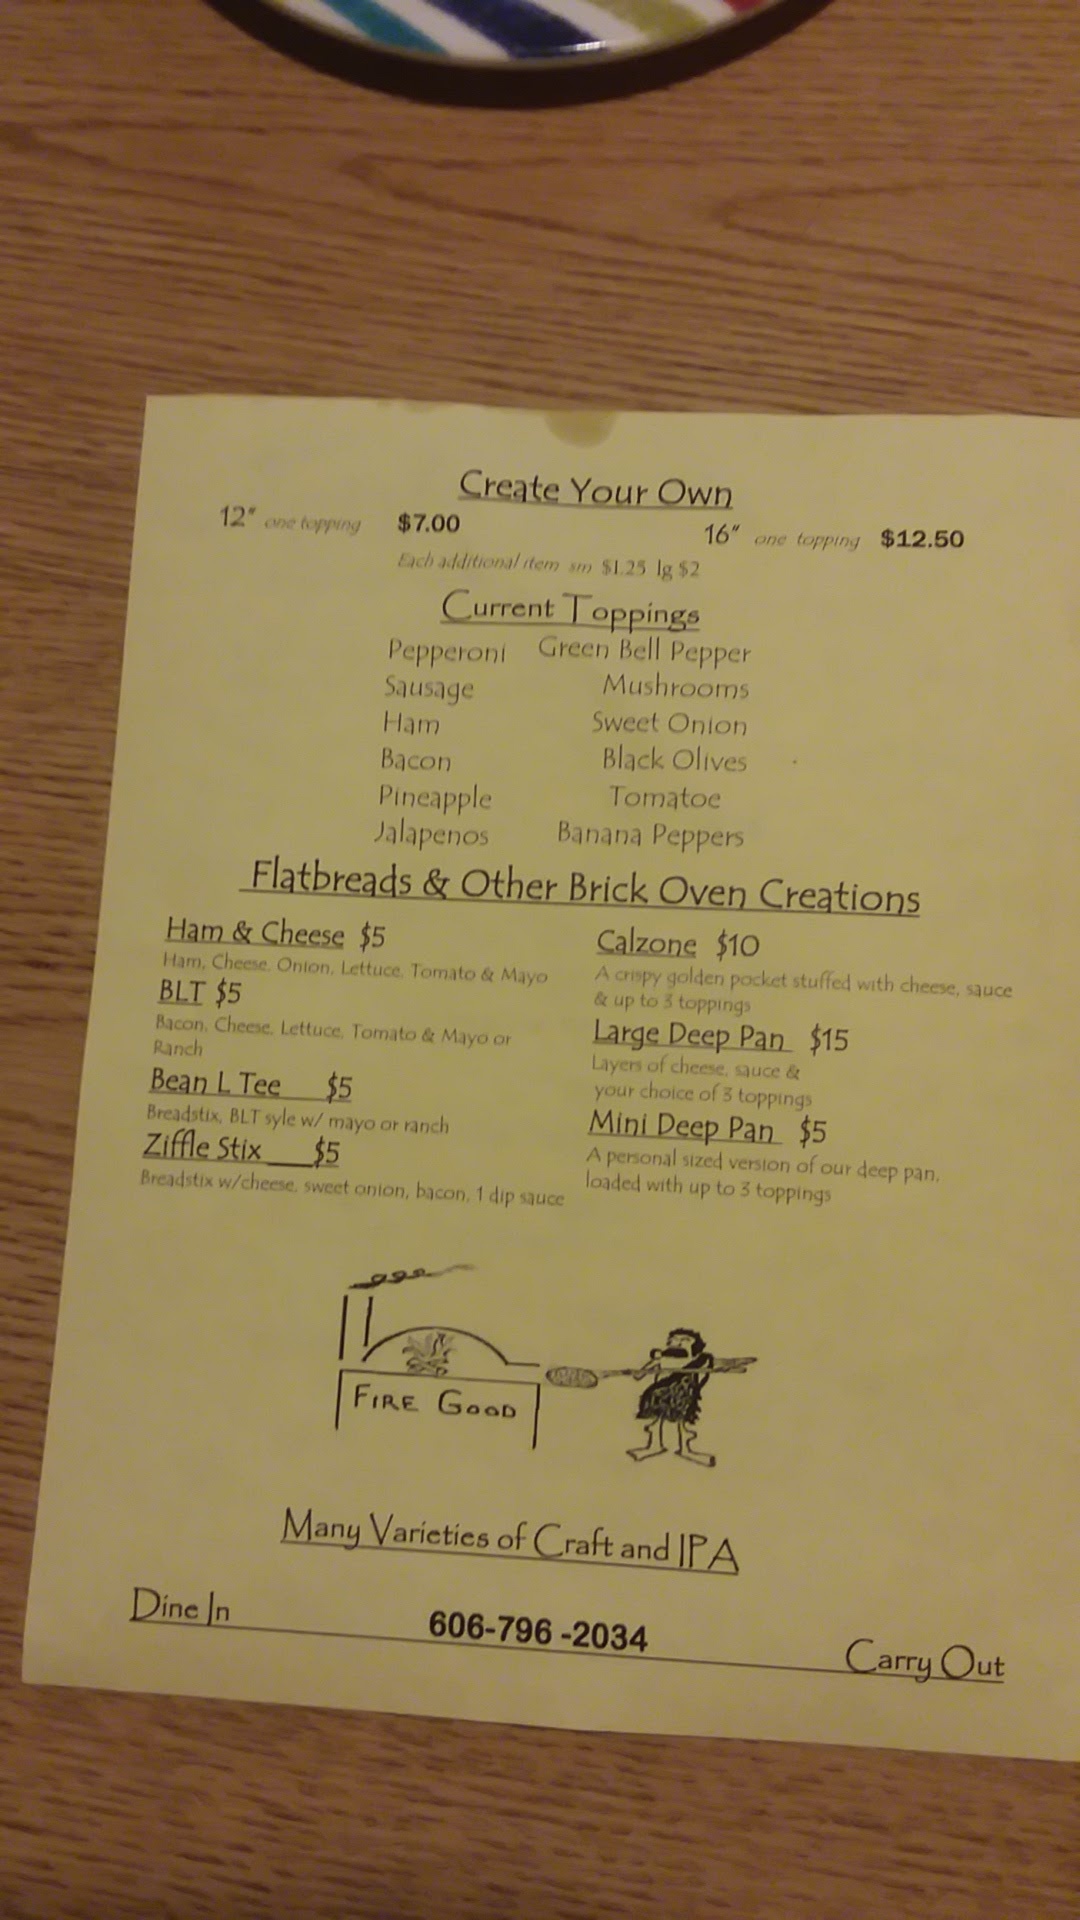 Create Your Own
12" one topping $7.00 16" one topping $12.50
Each additional item sm $1.25 lg $2
Current Toppings
Pepperoni Green Bell Pepper
Sausage Mushrooms
Ham Sweet Onion
Bacon Black Olives
Pineapple Tomatoe
Jalapenos Banana Peppers
Flatbreads & Other Brick Oven Creations
Ham & Cheese $5
Ham, Cheese, Onion, Lettuce, Tomato & Mayo
BLT $5
Bacon, Cheese, Lettuce, Tomato & Mayo or
Ranch
Bean L Tee $5
Breadstix, BLT syle w/ mayo or ranch
Ziffle Stix $5
Breadstix w/cheese, sweet onion, bacon, 1 dip sauce
Calzone $10
A crispy golden pocket stuffed with cheese, sauce
& up to 3 toppings
Large Deep Pan $15
Layers of cheese, sauce &
your choice of 3 toppings
Mini Deep Pan $5
A personal sized version of our deep pan,
loaded with up to 3 toppings
FIRE GOOD
Many Varieties of Craft and IPA
Dine In 606-796-2034 Carry Out